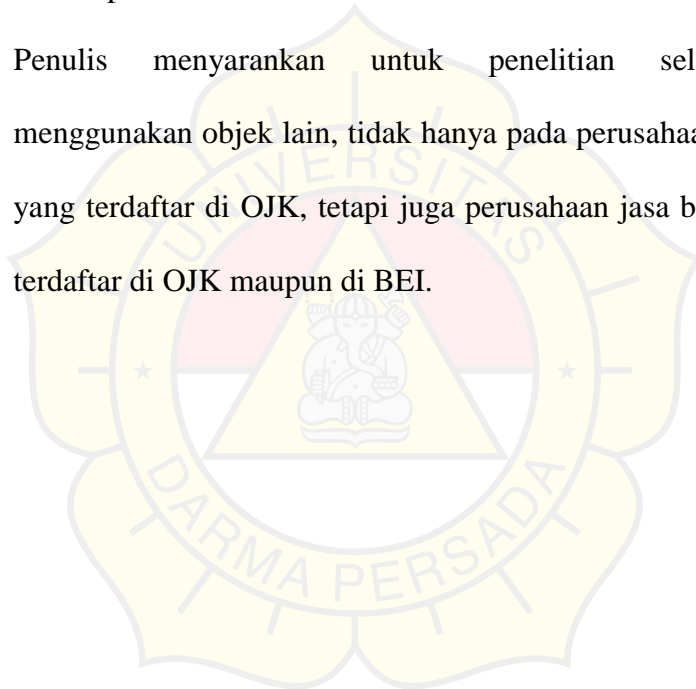 Penulis menyarankan untuk penelitian sel
menggunakan objek lain, tidak hanya pada perusahaa
yang terdaftar di OJK, tetapi juga perusahaan jasa b
terdaftar di OJK maupun di BEI.
UNIVERSITAS
DARMA PERSADA